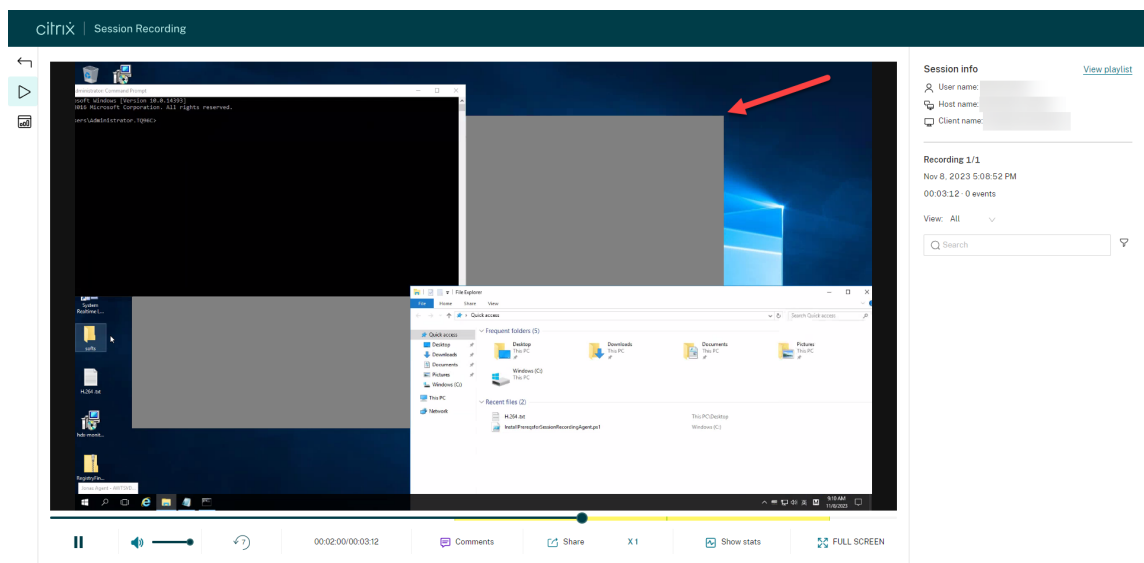 citrix | Session Recording
Session info
View playlist
User name:
Host name:
Client name:
Recording 1/1
Nov 8, 2023 5:08:52 PM
00:03:12 · 0 events
View: All
Search
Administrator: Command Prompt
osoft Windows [Version 10.0.14393]
2016 Microsoft Corporation. All rights reserved.
sers\Administrator.TQ96C>
System
Realtime L...
softs
H.264 .txt
hdx-monit...
RegistryFin...
File Explorer
File Home Share View
Quick access
Search Quick access
Quick access
Desktop
Downloads
Documents
Pictures
Windows (C:)
This PC
Network
Frequent folders (5)
Desktop
This PC
Downloads
This PC
Documents
This PC
Pictures
This PC
Windows (C:)
This PC
Recent files (2)
H.264 .txt
This PC\Desktop
InstallPrereqsforSessionRecordingAgent.ps1
Windows (C:)
9:10 AM
11/8/2023
7
00:02:00/00:03:12
Comments
Share
X 1
Show stats
FULL SCREEN